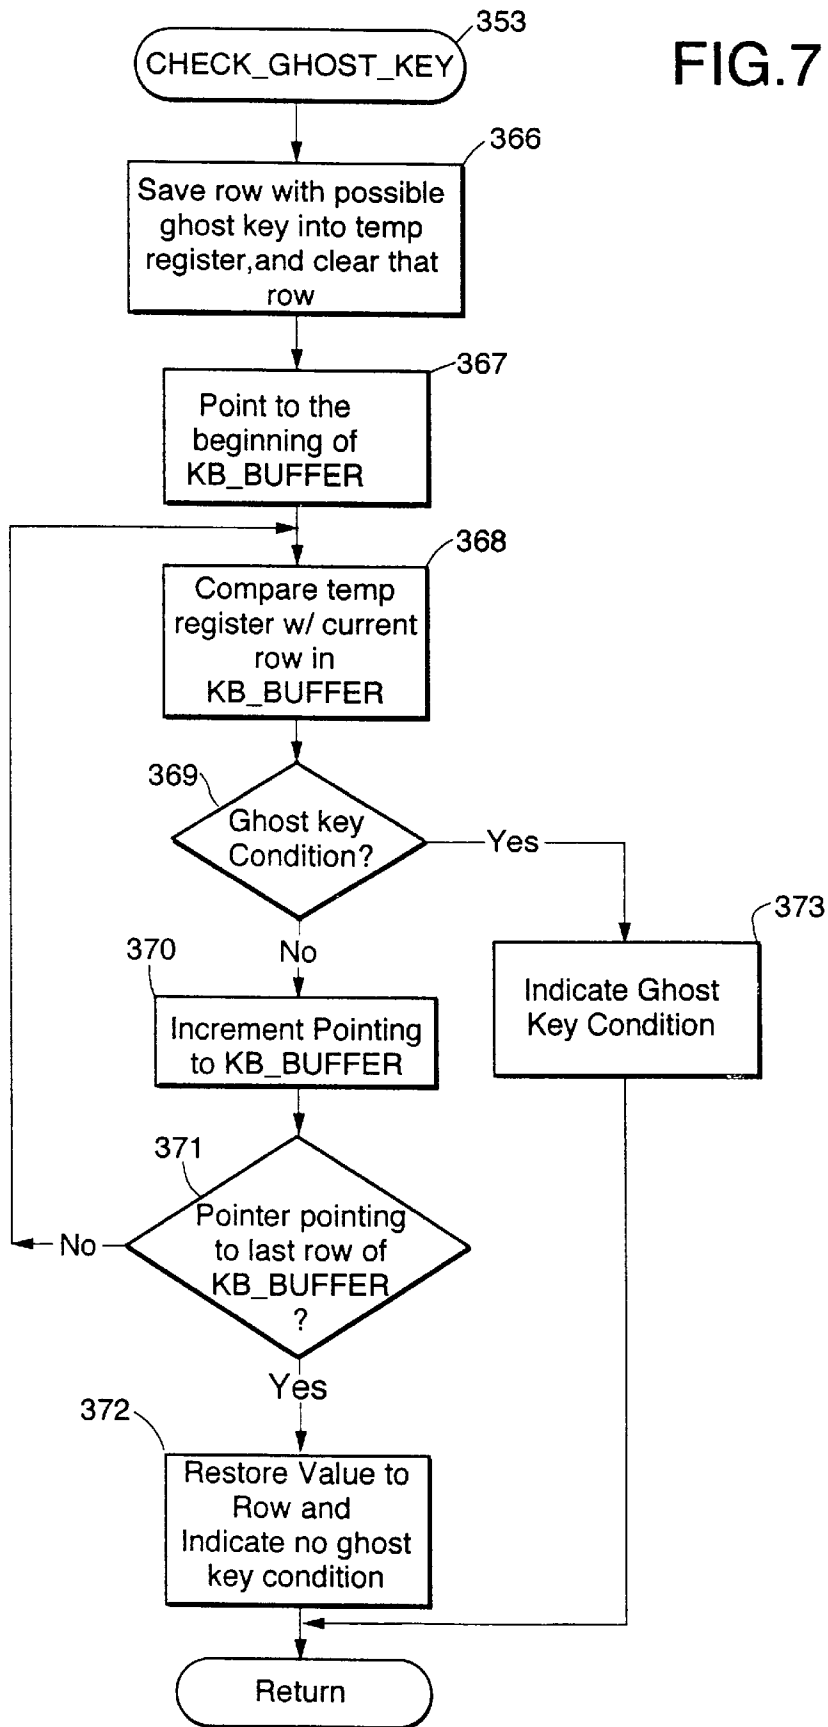 353
CHECK_GHOST_KEY
FIG.7
366
Save row with possible
ghost key into temp
register,and clear that
row
367
Point to the
beginning of
KB_BUFFER
368
Compare temp
register w/ current
row in
KB_BUFFER
369
Ghost key
Condition?
Yes
373
Indicate Ghost
Key Condition
No
370
Increment Pointing
to KB_BUFFER
371
Pointer pointing
to last row of
KB_BUFFER
?
No
Yes
372
Restore Value to
Row and
Indicate no ghost
key condition
Return